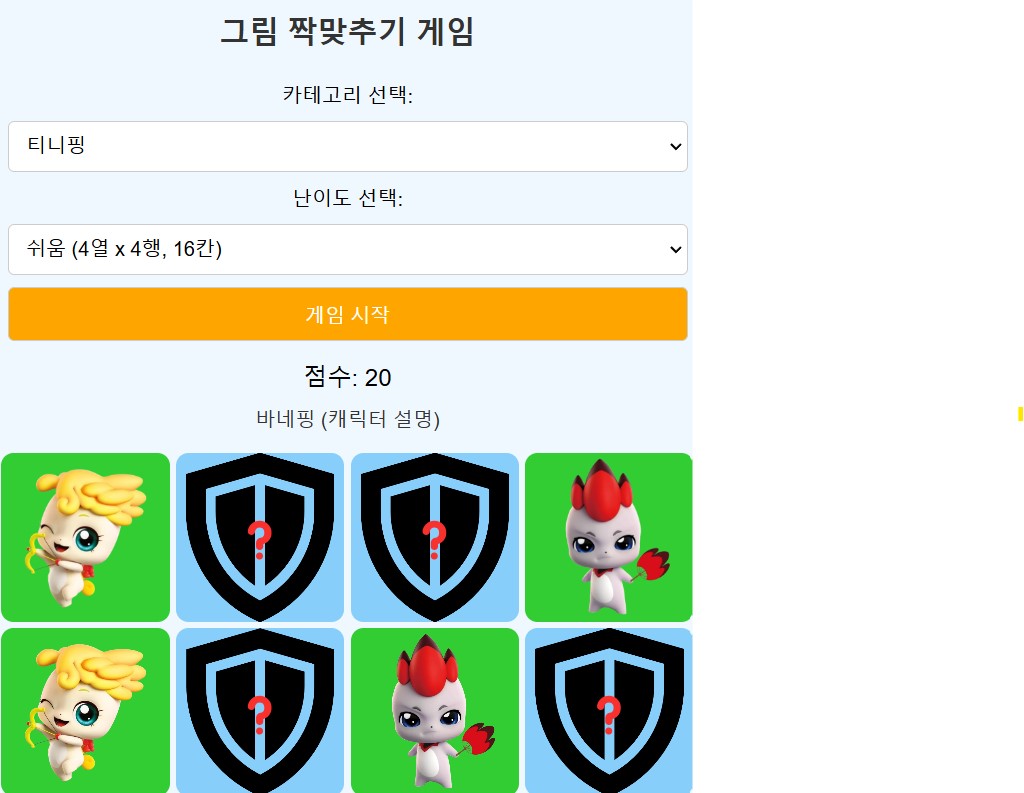 그림 짝맞추기 게임
카테고리 선택:
티니핑
난이도 선택:
쉬움 (4열 x 4행, 16칸)
게임 시작
점수: 20
바네핑 (캐릭터 설명)
? ?
? ?